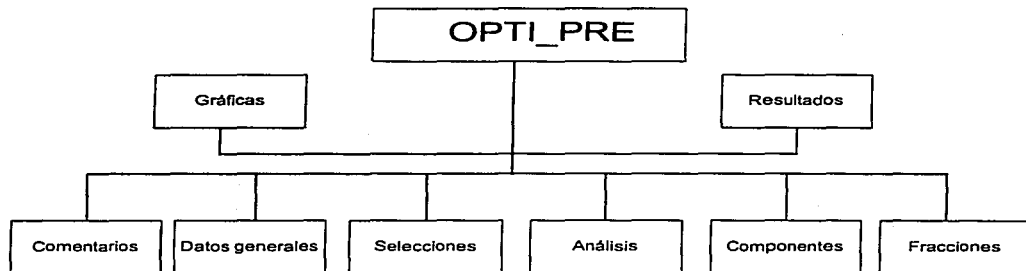 OPTI_PRE
Gráficas
Resultados
Comentarios
Datos generales
Selecciones
Análisis
Componentes
Fracciones